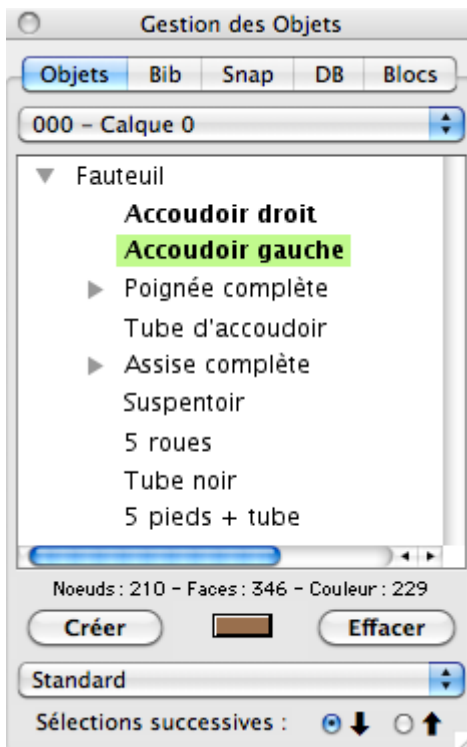 Gestion des Objets
Objets Bib Snap DB Blocs
000 – Calque 0
Fauteuil
Accoudoir droit
Accoudoir gauche
Poignée complète
Tube d'accoudoir
Assise complète
Suspentoir
5 roues
Tube noir
5 pieds + tube
Noeuds : 210 – Faces : 346 – Couleur : 229
Créer Effacer
Standard
Sélections successives :